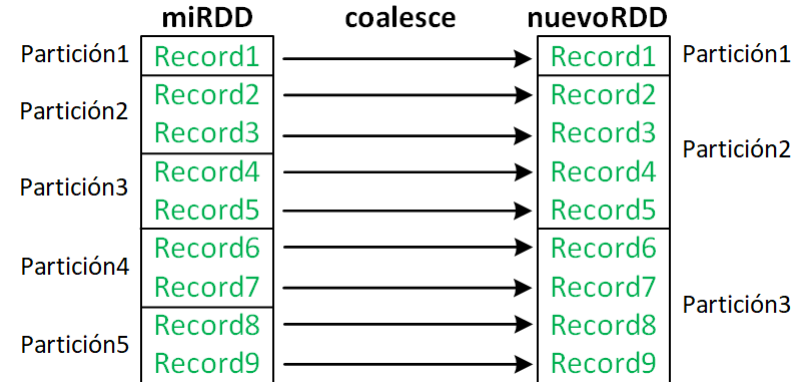 miRDD coalesce nuevoRDD
Partición1 Record1 Record1 Partición1
Record2 Record2
Partición2
Record3 Record3
Partición2
Record4 Record4
Partición3
Record5 Record5
Record6 Record6
Partición4
Record7 Record7
Partición3
Record8 Record8
Partición5
Record9 Record9